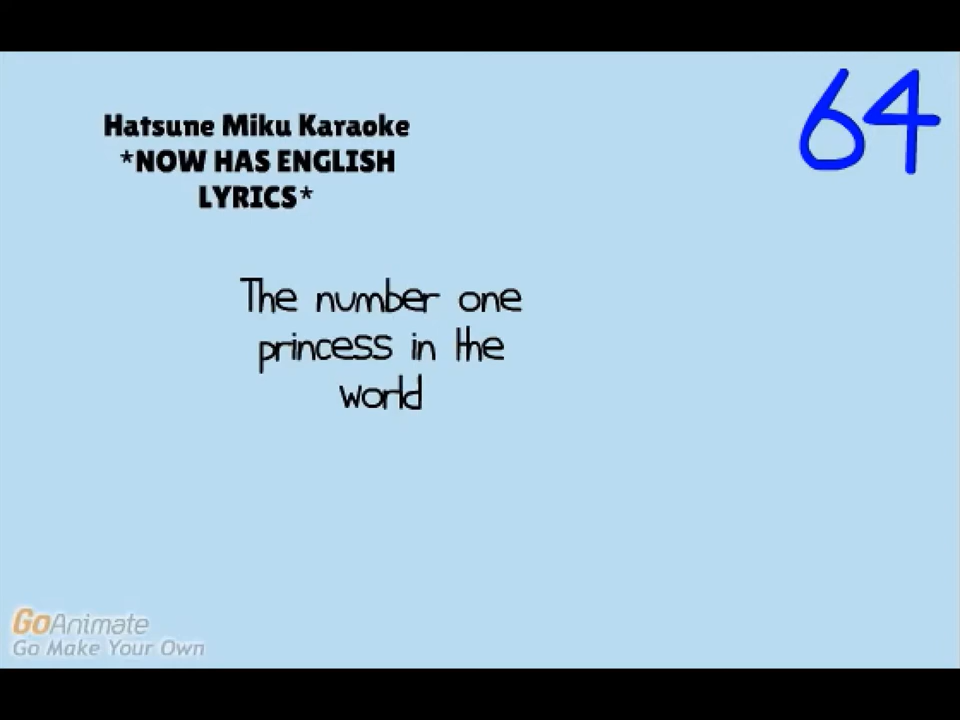 64
Hatsune Miku Karaoke
*NOW HAS ENGLISH
LYRICS*
The number one
princess in the
world
GoAnimate
Go Make Your Own